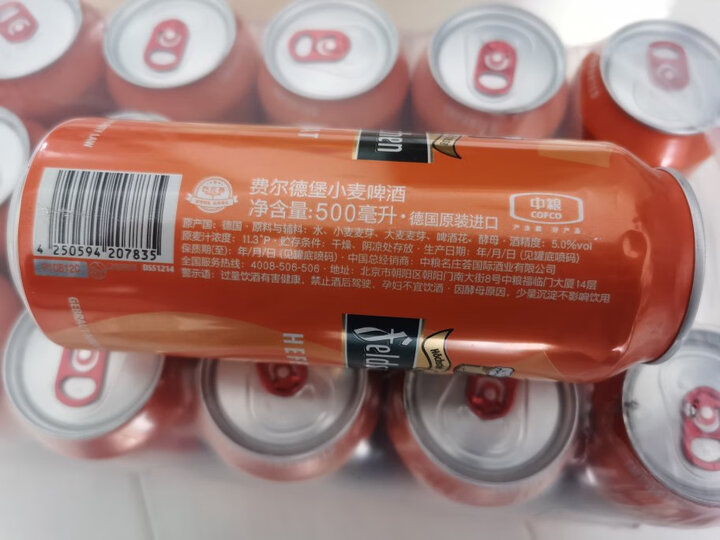 费尔德堡小麦啤酒
净含量:500毫升·德国原装进口
原产国:德国·原料与辅料:水、小麦麦芽、大麦麦芽、啤酒花、酵母·酒精度:5.0%vol
原麦汁浓度:11.3°P·贮存条件:干燥、阴凉处存放·生产日期:年/月/日(见罐底喷码)
保质期(至):年/月/日(见罐底喷码)·中国总经销商:中粮名庄荟国际酒业有限公司
全国服务热线:4008-506-506·地址:北京市朝阳区朝阳门南大街8号中粮福临门大厦14层
警示语:过量饮酒有害健康、禁止酒后驾驶、孕妇不宜饮酒·因酵母原因,少量沉淀不影响饮用
中粮
COFCO
4 250594 207835
D551214
HEF
Feld